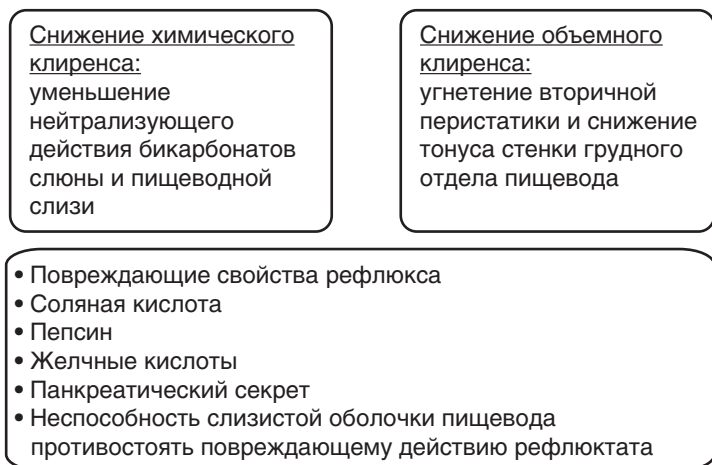 Снижение химического
клиренса:
уменьшение
нейтрализующего
действия бикарбонатов
слюны и пищеводной
слизи
Снижение объемного
клиренса:
угнетение вторичной
перистатики и снижение
тонуса стенки грудного
отдела пищевода
• Повреждающие свойства рефлюкса
• Соляная кислота
• Пепсин
• Желчные кислоты
• Панкреатический секрет
• Неспособность слизистой оболочки пищевода
противостоять повреждающему действию рефлюктата